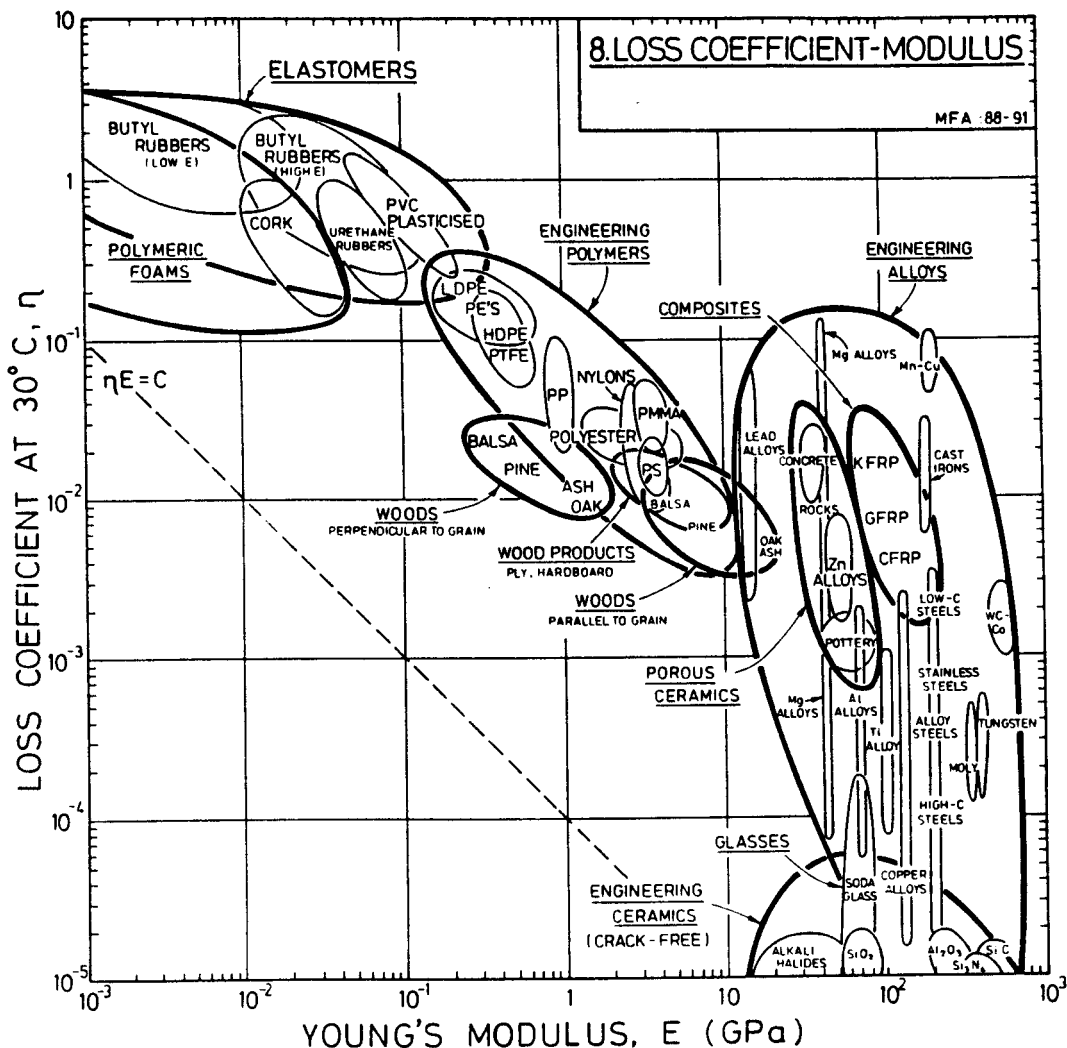 8.LOSS COEFFICIENT-MODULUS
MFA 88-91
LOSS COEFFICIENT AT 30°C, η
10
1
10⁻¹
10⁻²
10⁻³
10⁻⁴
10⁻⁵
ELASTOMERS
BUTYL
RUBBERS
(LOW E)
BUTYL
RUBBERS
(HIGH E)
CORK
PVC
PLASTICISED
URETHANE
RUBBERS
POLYMERIC
FOAMS
ENGINEERING
POLYMERS
ENGINEERING
ALLOYS
COMPOSITES
LDPE
PE'S
HDPE
PTFE
ηE=C
PP
NYLONS
PMMA
POLYESTER
PS
BALSA
PINE
ASH
OAK
WOODS
PERPENDICULAR TO GRAIN
BALSA
PINE
OAK
ASH
WOOD PRODUCTS
PLY, HARDBOARD
WOODS
PARALLEL TO GRAIN
Mg ALLOYS
Mn-Cu
LEAD
ALLOYS
CONCRETE
KFRP
CAST
IRONS
ROCKS
GFRP
CFRP
Zn
ALLOYS
LOW-C
STEELS
WC-
Co
POTTERY
POROUS
CERAMICS
Mg
ALLOYS
Al
ALLOYS
Ti
ALLOY
STAINLESS
STEELS
ALLOY
STEELS
TUNGSTEN
MOLY
HIGH-C
STEELS
GLASSES
SODA
GLASS
COPPER
ALLOYS
ENGINEERING
CERAMICS
(CRACK-FREE)
ALKALI
HALIDES
SiO₂
Al₂O₃
SiC
Si₃N₄
10⁻³
10⁻²
10⁻¹
1
10
100
10³
YOUNG'S MODULUS, E (GPa)